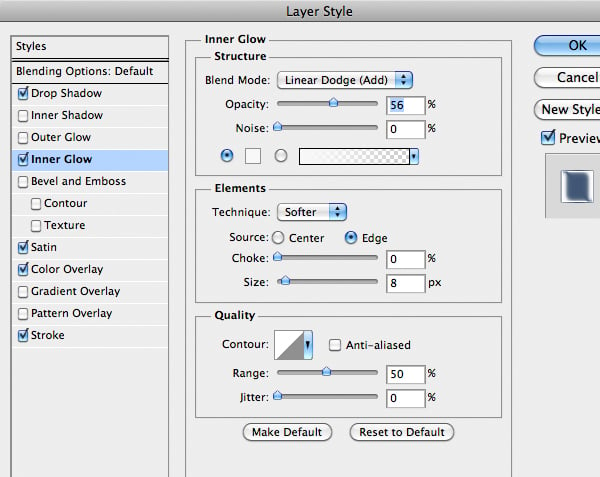 Layer Style
Styles
Blending Options: Default
Drop Shadow
Inner Shadow
Outer Glow
Inner Glow
Bevel and Emboss
Contour
Texture
Satin
Color Overlay
Gradient Overlay
Pattern Overlay
Stroke
Inner Glow
Structure
Blend Mode: Linear Dodge (Add)
Opacity: 56 %
Noise: 0 %
Elements
Technique: Softer
Source: Center Edge
Choke: 0 %
Size: 8 px
Quality
Contour: Anti-aliased
Range: 50 %
Jitter: 0 %
Make Default Reset to Default
OK
Cancel
New Style
Preview